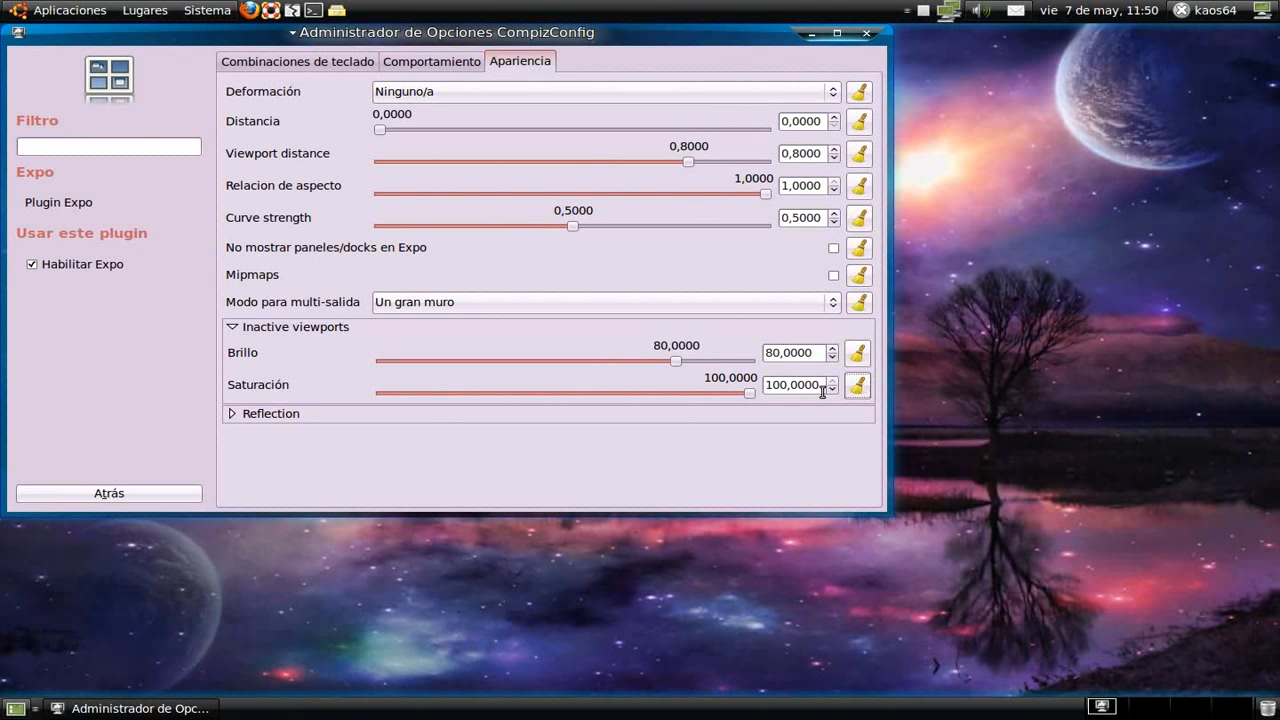 Aplicaciones Lugares Sistema vie 7 de may, 11:50 kaos64
Administrador de Opciones CompizConfig
Filtro
Expo
Plugin Expo
Usar este plugin
Habilitar Expo
Atrás
Combinaciones de teclado Comportamiento Apariencia
Deformación Ninguno/a
Distancia 0,0000 0,0000
Viewport distance 0,8000 0,8000
Relacion de aspecto 1,0000 1,0000
Curve strength 0,5000 0,5000
No mostrar paneles/docks en Expo
Mipmaps
Modo para multi-salida Un gran muro
Inactive viewports
Brillo 80,0000 80,0000
Saturación 100,0000 100,0000
Reflection
Administrador de Opc...